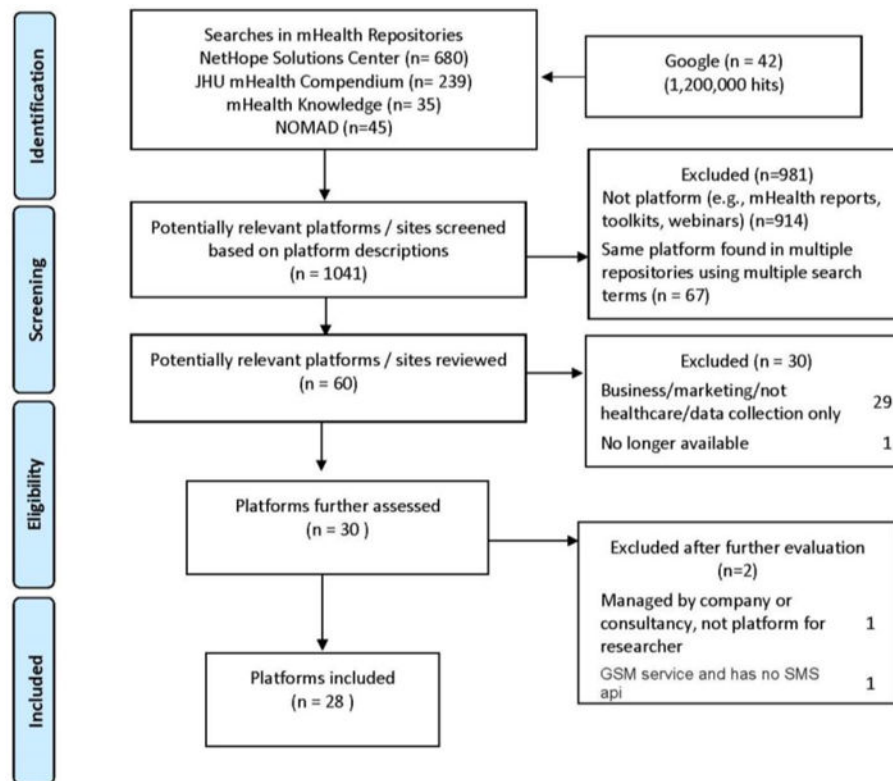 Identification
Searches in mHealth Repositories
NetHope Solutions Center (n= 680)
JHU mHealth Compendium (n= 239)
mHealth Knowledge (n= 35)
NOMAD (n=45)
Google (n = 42)
(1,200,000 hits)
Screening
Potentially relevant platforms / sites screened
based on platform descriptions
(n = 1041)
Excluded (n=981)
Not platform (e.g., mHealth reports,
toolkits, webinars) (n=914)
Same platform found in multiple
repositories using multiple search
terms (n = 67)
Potentially relevant platforms / sites reviewed
(n = 60)
Excluded (n = 30)
Business/marketing/not
healthcare/data collection only 29
No longer available 1
Eligibility
Platforms further assessed
(n = 30 )
Excluded after further evaluation
(n=2)
Managed by company or
consultancy, not platform for 1
researcher
GSM service and has no SMS
api 1
Included
Platforms included
(n = 28 )